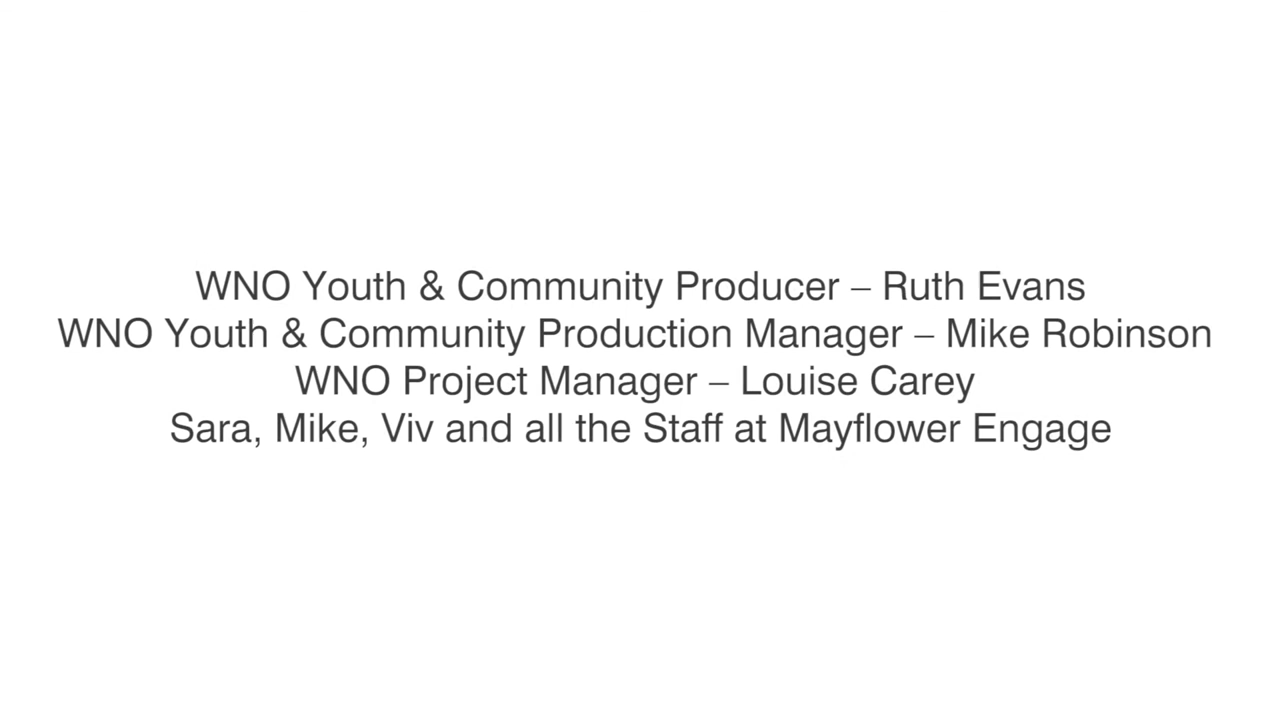 WNO Youth & Community Producer – Ruth Evans
WNO Youth & Community Production Manager – Mike Robinson
WNO Project Manager – Louise Carey
Sara, Mike, Viv and all the Staff at Mayflower Engage